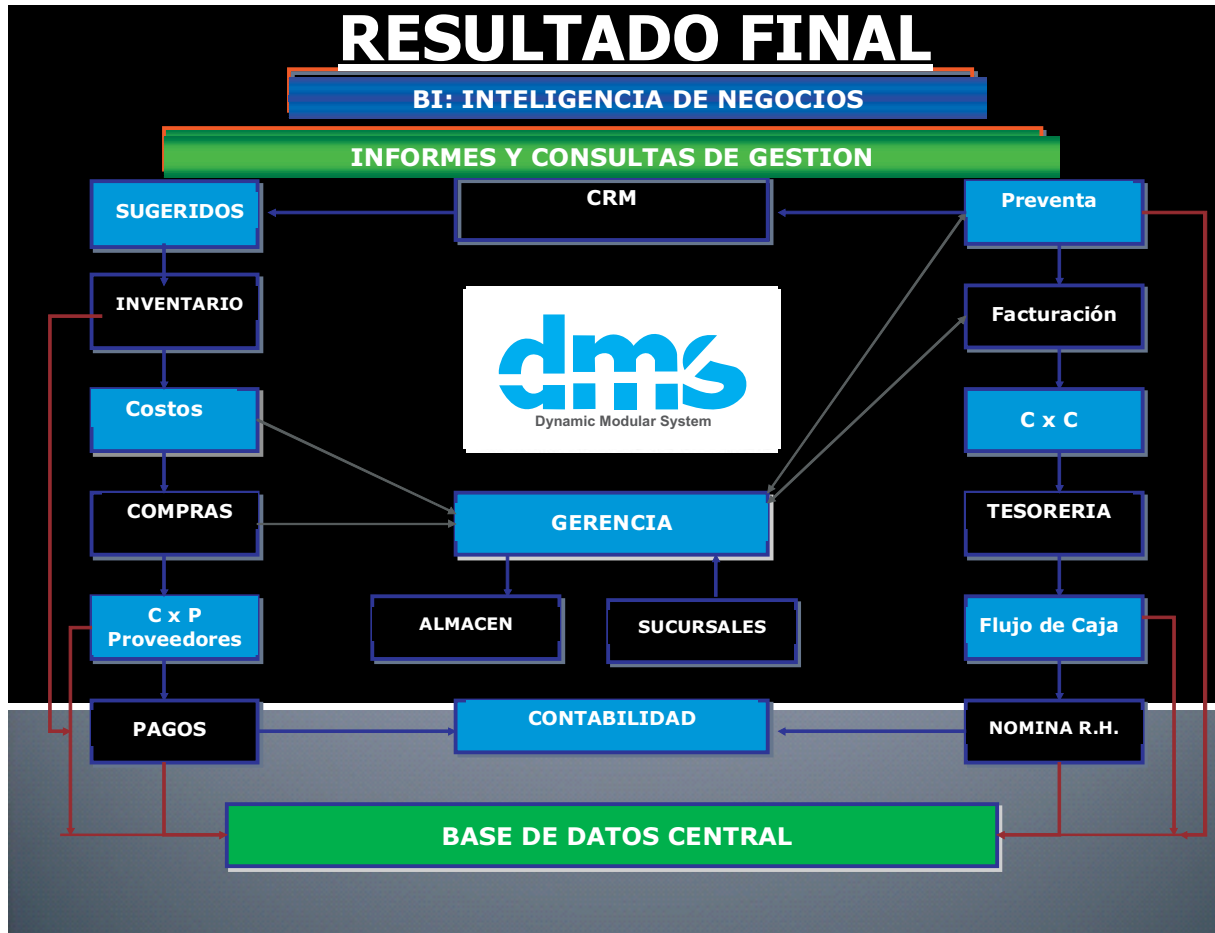 RESULTADO FINAL
BI: INTELIGENCIA DE NEGOCIOS
INFORMES Y CONSULTAS DE GESTION
SUGERIDOS
CRM
Preventa
INVENTARIO
Facturación
dms
Dynamic Modular System
Costos
C x C
COMPRAS
GERENCIA
TESORERIA
C x P
Proveedores
ALMACEN
SUCURSALES
Flujo de Caja
PAGOS
CONTABILIDAD
NOMINA R.H.
BASE DE DATOS CENTRAL